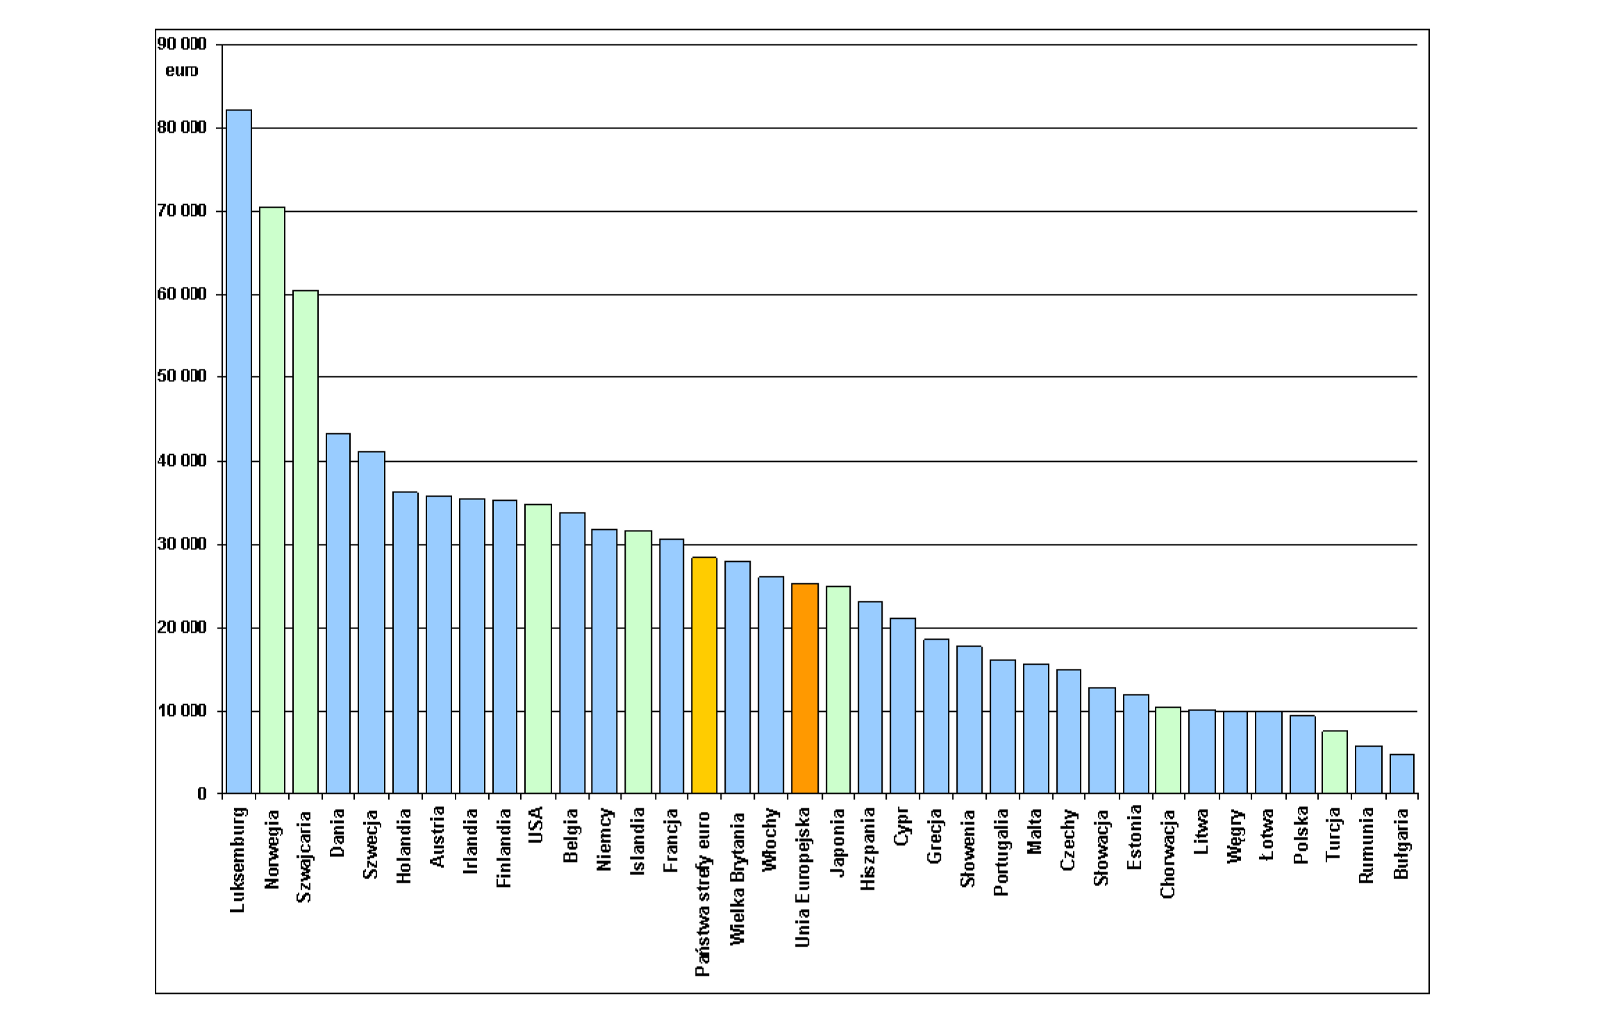 90 000
euro
80 000
70 000
60 000
50 000
40 000
30 000
20 000
10 000
0
Luksemburg
Norwegia
Szwajcaria
Dania
Szwecja
Holandia
Austria
Irlandia
Finlandia
USA
Belgia
Niemcy
Islandia
Francja
Państwa strefy euro
Wielka Brytania
Włochy
Unia Europejska
Japonia
Hiszpania
Cypr
Grecja
Słowenia
Portugalia
Malta
Czechy
Słowacja
Estonia
Chorwacja
Litwa
Węgry
Łotwa
Polska
Turcja
Rumunia
Bułgaria